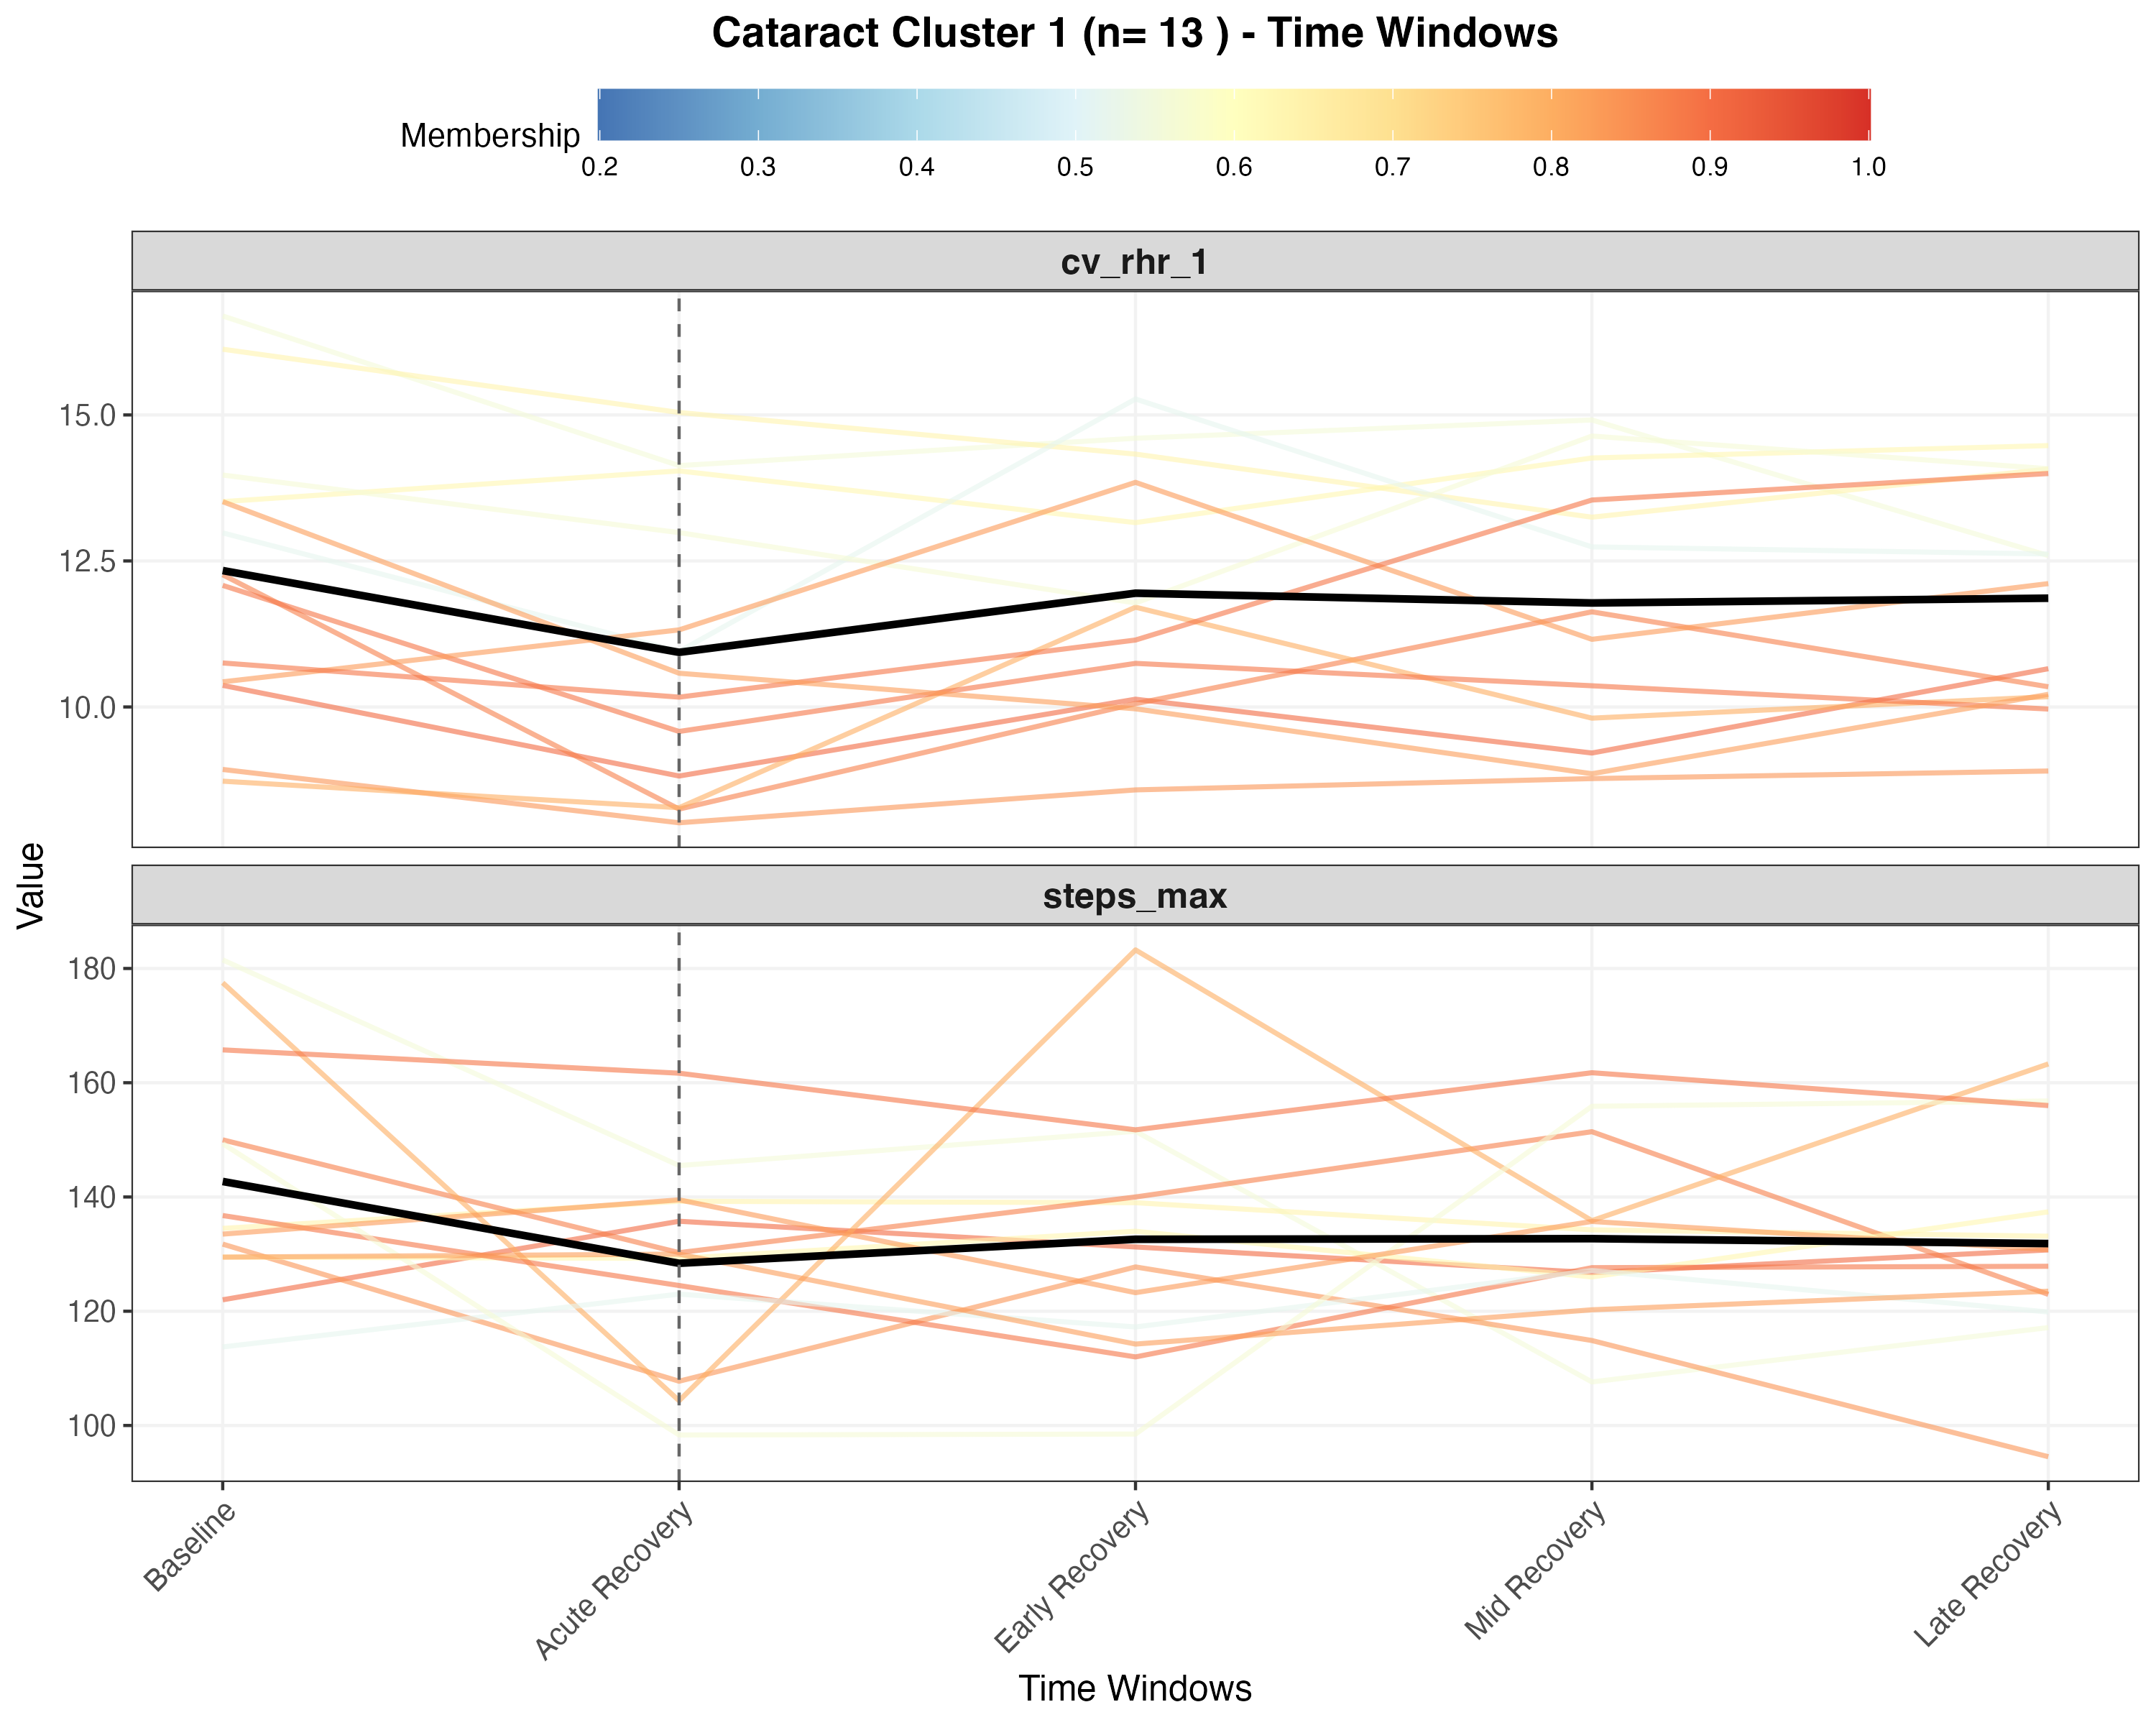 Cataract Cluster 1 (n= 13 ) - Time Windows
Membership
0.2 0.3 0.4 0.5 0.6 0.7 0.8 0.9 1.0
cv_rhr_1
15.0
12.5
10.0
Value
steps_max
180
160
140
120
100
Baseline
Acute Recovery
Early Recovery
Mid Recovery
Late Recovery
Time Windows